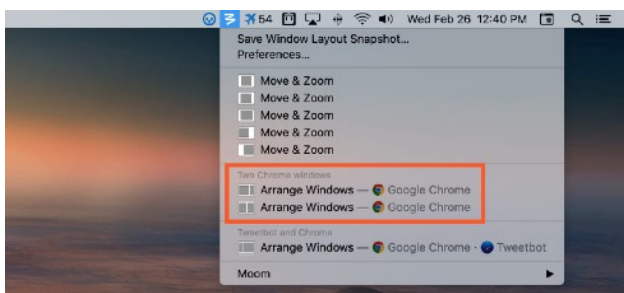 54 Wed Feb 26 12:40 PM
Save Window Layout Snapshot...
Preferences...
Move & Zoom
Move & Zoom
Move & Zoom
Move & Zoom
Move & Zoom
Two Chrome windows
Arrange Windows — Google Chrome
Arrange Windows — Google Chrome
Tweetbot and Chrome
Arrange Windows — Google Chrome - Tweetbot
Moom